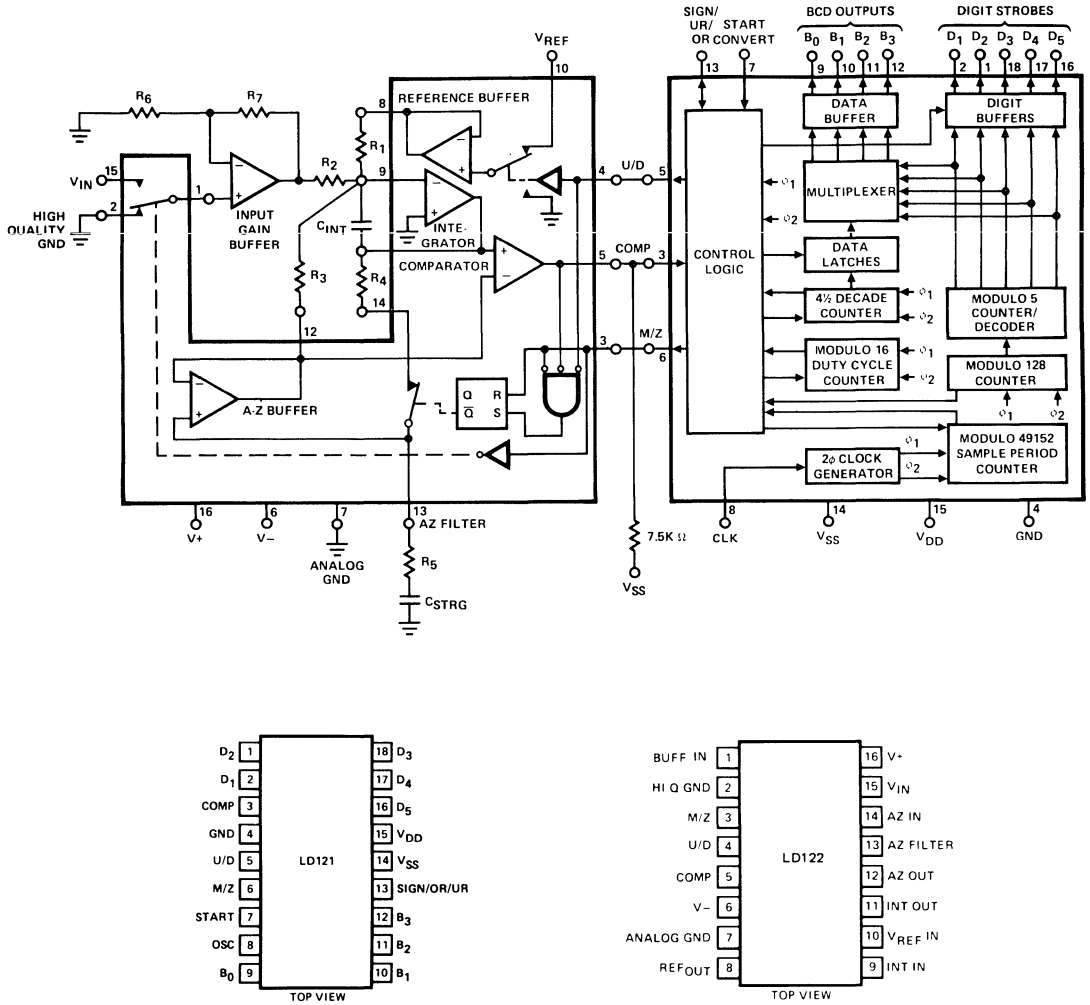 SIGN/ UR/ OR
START CONVERT
BCD OUTPUTS
DIGIT STROBES
B0 B1 B2 B3
D1 D2 D3 D4 D5
13 7 9 10 11 12 2 1 18 17 16
VREF
10
R6
R7
8
REFERENCE BUFFER
R1
R2
15
VIN
1
2
HIGH QUALITY GND
INPUT GAIN BUFFER
−
+
9
−
+
CINT
INTE- GRATOR
R3
R4
14
COMPARATOR
+
−
12
−
+
A-Z BUFFER
4 U/D 5
5 COMP 3
3 M/Z 6
Q R
Q̅ S
16
V+
6
V−
7
ANALOG GND
13
AZ FILTER
R5
CSTRG
7.5K Ω
VSS
CONTROL LOGIC
DATA BUFFER
DIGIT BUFFERS
ϕ1
ϕ2
MULTIPLEXER
DATA LATCHES
4½ DECADE COUNTER
ϕ1
ϕ2
MODULO 5 COUNTER/ DECODER
MODULO 16 DUTY CYCLE COUNTER
ϕ1
ϕ2
MODULO 128 COUNTER
ϕ1 ϕ2
2ϕ CLOCK GENERATOR
ϕ1
ϕ2
MODULO 49152 SAMPLE PERIOD COUNTER
8
CLK
14
VSS
15
VDD
4
GND
D2 1 18 D3
D1 2 17 D4
COMP 3 16 D5
GND 4 15 VDD
LD121
U/D 5 14 VSS
M/Z 6 13 SIGN/OR/UR
START 7 12 B3
OSC 8 11 B2
B0 9 10 B1
TOP VIEW
BUFF IN 1 16 V+
HI Q GND 2 15 VIN
M/Z 3 14 AZ IN
U/D 4 13 AZ FILTER
LD122
COMP 5 12 AZ OUT
V− 6 11 INT OUT
ANALOG GND 7 10 VREF IN
REFOUT 8 9 INT IN
TOP VIEW